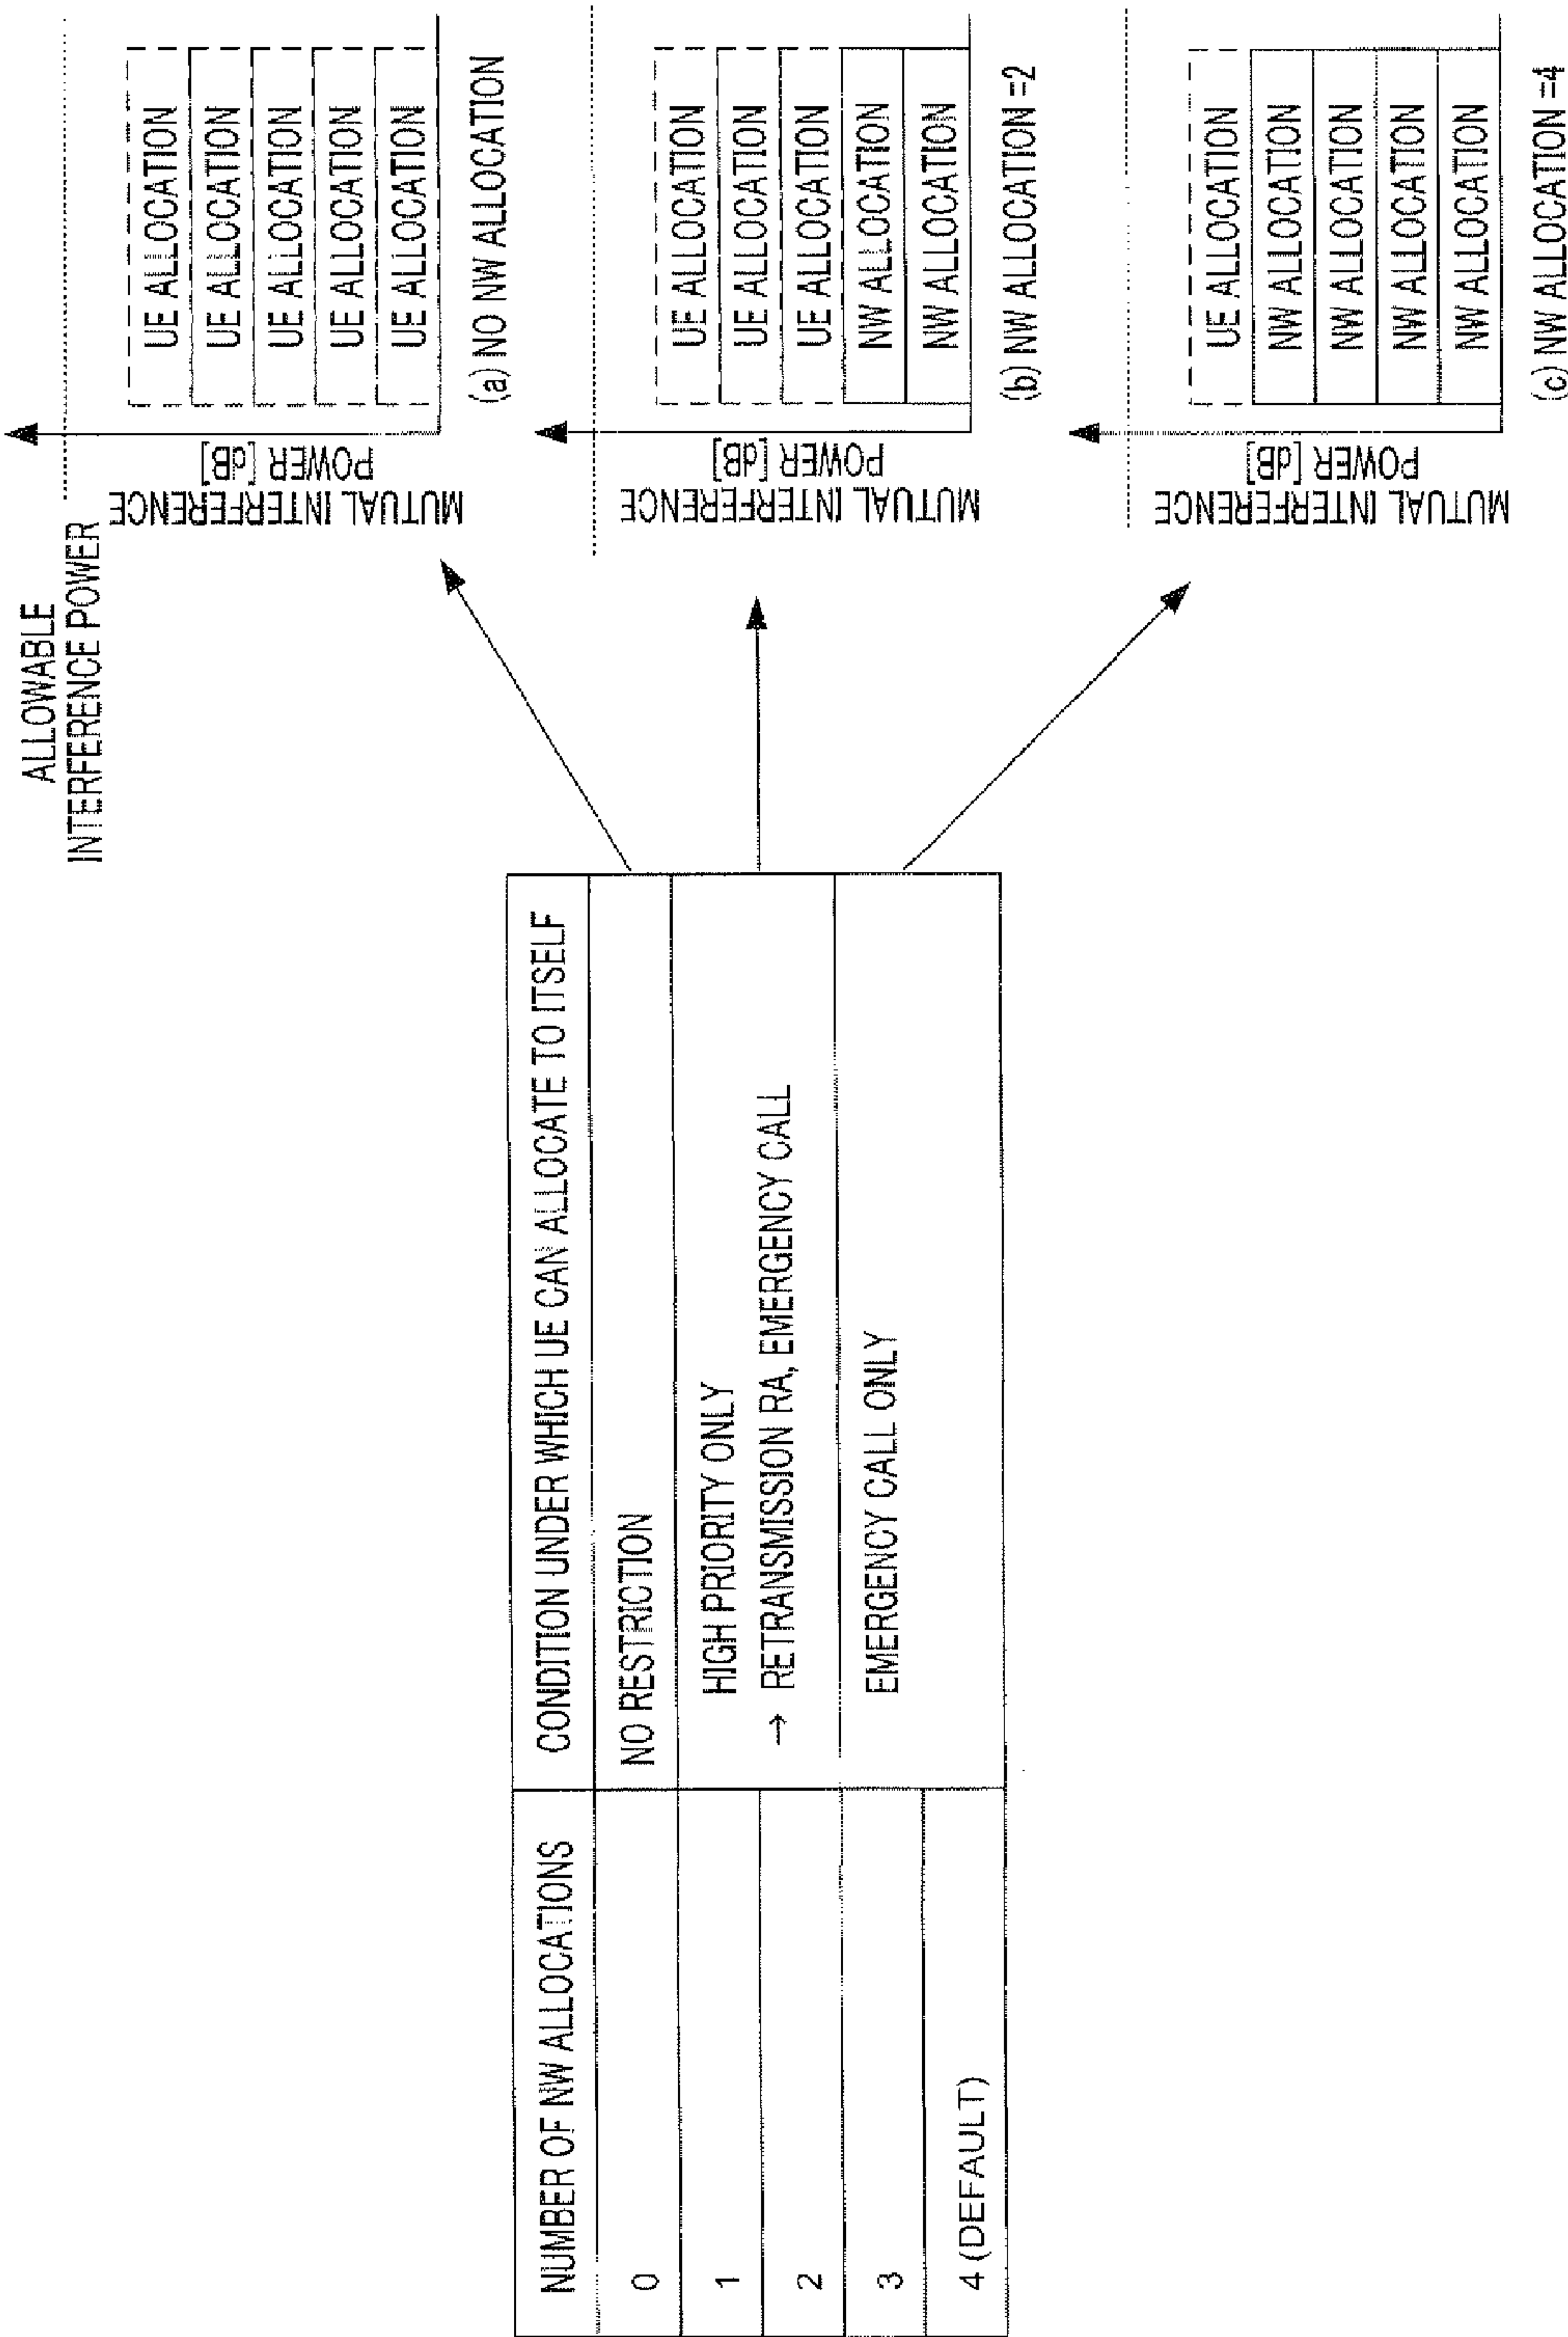 NUMBER OF NW ALLOCATIONS
CONDITION UNDER WHICH UE CAN ALLOCATE TO ITSELF
0
NO RESTRICTION
1
2
HIGH PRIORITY ONLY
→ RETRANSMISSION RA, EMERGENCY CALL
3
4 (DEFAULT)
EMERGENCY CALL ONLY
ALLOWABLE
INTERFERENCE POWER
MUTUAL INTERFERENCE
POWER [dB]
UE ALLOCATION
UE ALLOCATION
UE ALLOCATION
UE ALLOCATION
UE ALLOCATION
(a) NO NW ALLOCATION
MUTUAL INTERFERENCE
POWER [dB]
UE ALLOCATION
UE ALLOCATION
UE ALLOCATION
NW ALLOCATION
NW ALLOCATION
(b) NW ALLOCATION =2
MUTUAL INTERFERENCE
POWER [dB]
UE ALLOCATION
NW ALLOCATION
NW ALLOCATION
NW ALLOCATION
NW ALLOCATION
(c) NW ALLOCATION =4